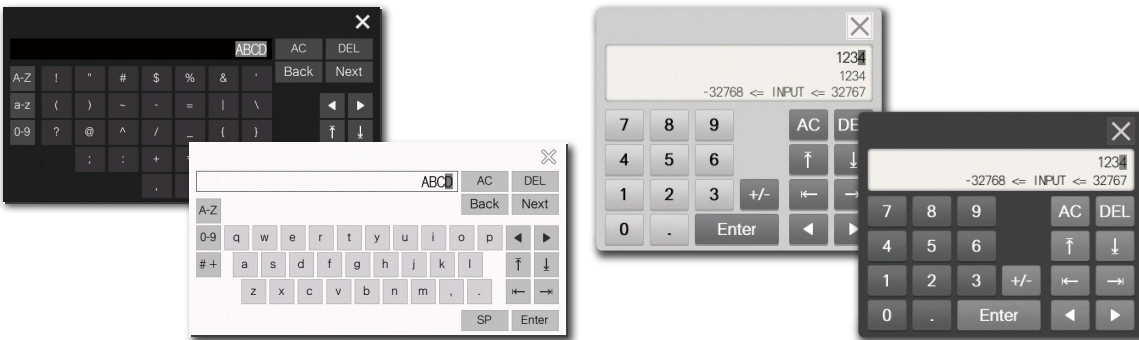 ABCD AC DEL
A-Z ! " # $ % & ' Back Next
a-z ( ) ~ - = | \ ◀ ▶
0-9 ? @ ^ / _ { } ⤒ ⤓
; : +
,
ABCD AC DEL
A-Z Back Next
0-9 q w e r t y u i o p ◀ ▶
#+ a s d f g h j k l ⤒ ⤓
z x c v b n m , . ⇤ ⇥
SP Enter
1234
1234
-32768 <= INPUT <= 32767
7 8 9 AC DE
4 5 6 ⤒ ⤓
1 2 3 +/- ⇤
0 . Enter ◀ ▶
1234
-32768 <= INPUT <= 32767
7 8 9 AC DEL
4 5 6 ⤒ ⤓
1 2 3 +/- ⇤ ⇥
0 . Enter ◀ ▶